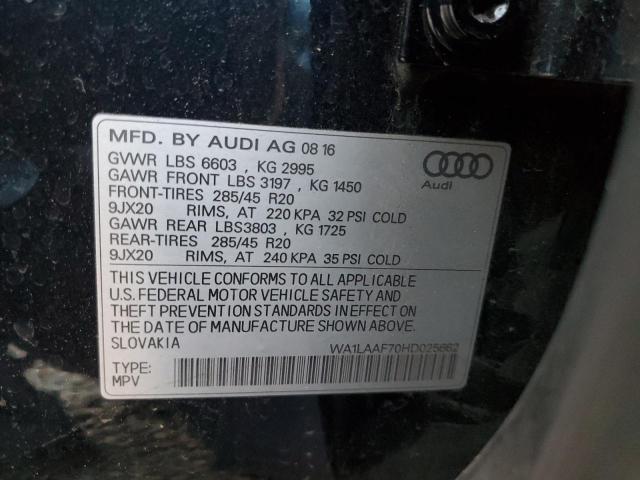 MFD. BY AUDI AG 08 16
GVWR LBS 6603 , KG 2995
GAWR FRONT LBS 3197 , KG 1450
FRONT-TIRES 285/45 R20
9JX20 RIMS, AT 220 KPA 32 PSI COLD
GAWR REAR LBS3803 , KG 1725
REAR-TIRES 285/45 R20
9JX20 RIMS, AT 240 KPA 35 PSI COLD
Audi
THIS VEHICLE CONFORMS TO ALL APPLICABLE
U.S. FEDERAL MOTOR VEHICLE SAFETY AND
THEFT PREVENTION STANDARDS IN EFFECT ON
THE DATE OF MANUFACTURE SHOWN ABOVE.
SLOVAKIA WA1LAAF70HD025662
TYPE:
MPV